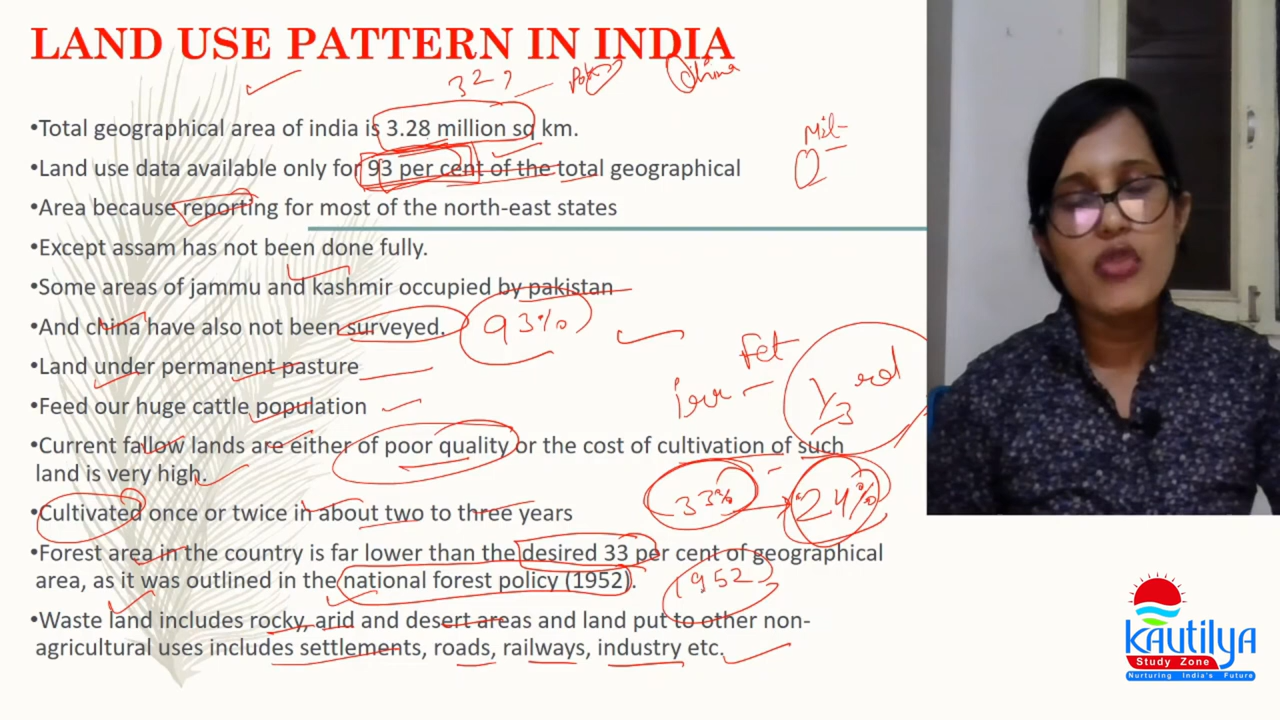 LAND USE PATTERN IN INDIA
32
China
•Total geographical area of india is 3.28 million sq km.
•Land use data available only for 93 per cent of the total geographical
•Area because reporting for most of the north-east states
•Except assam has not been done fully.
•Some areas of jammu and kashmir occupied by pakistan
•And china have also not been surveyed.
93%
•Land under permanent pasture
•Feed our huge cattle population
1/3 rd
•Current fallow lands are either of poor quality or the cost of cultivation of such
land is very high.
33%
24%
•Cultivated once or twice in about two to three years
•Forest area in the country is far lower than the desired 33 per cent of geographical
area, as it was outlined in the national forest policy (1952).
1952
•Waste land includes rocky, arid and desert areas and land put to other non-
agricultural uses includes settlements, roads, railways, industry etc.
Kautilya
Study Zone
Nurturing India's Future